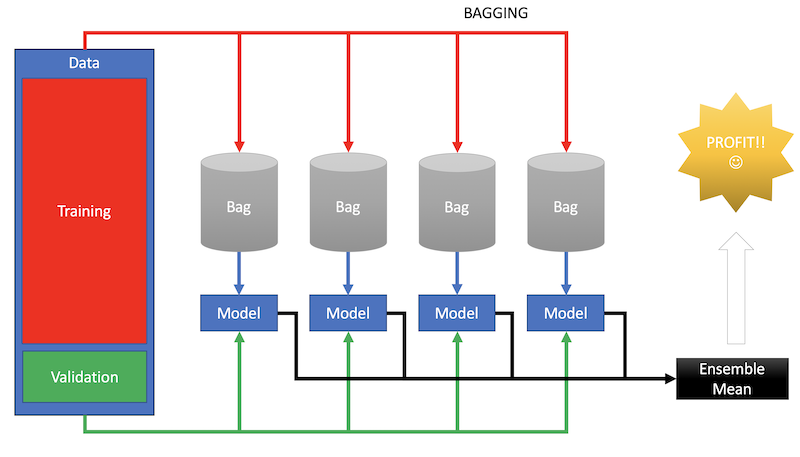 BAGGING
Data
Training
Validation
Bag
Bag
Bag
Bag
Model
Model
Model
Model
Ensemble
Mean
PROFIT!!
☺